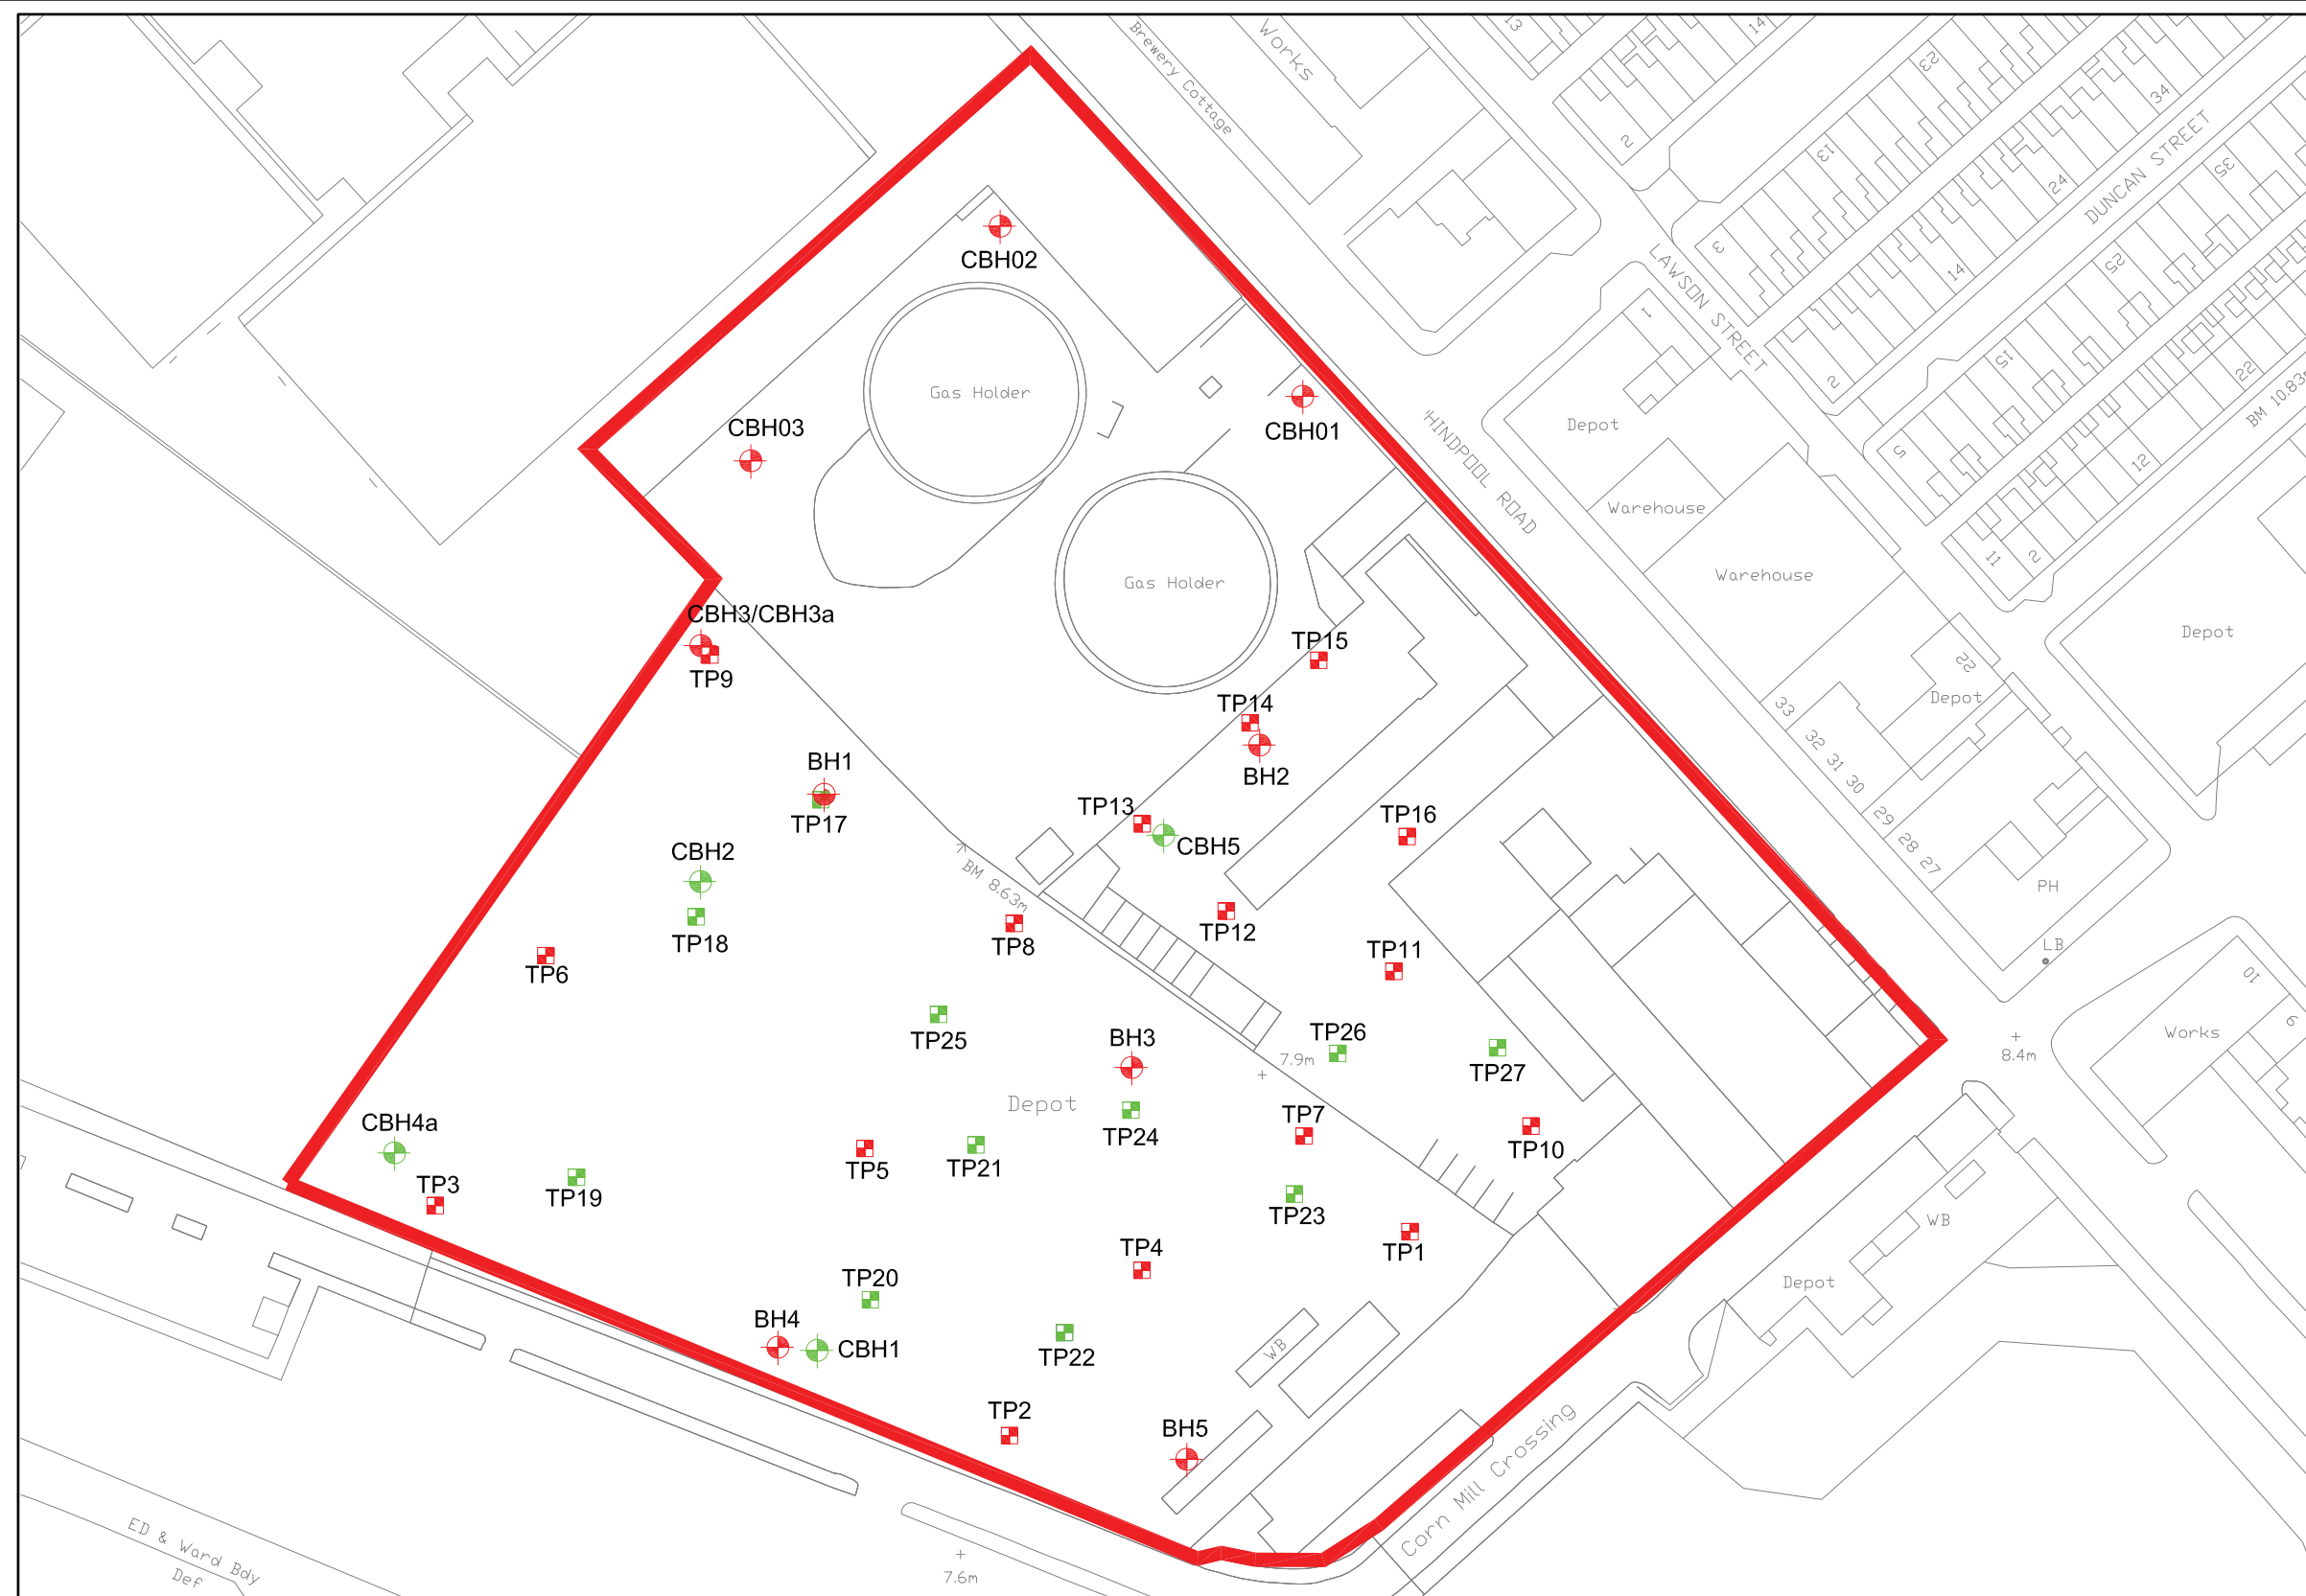 Brewery Cottage
Works
13
14
2
13
23
34
3
14
24
DUNCAN STREET
35
LAWSON STREET
1
2
15
25
22
BM 10.83m
5
12
11
2
CBH02
Gas Holder
CBH03
CBH01
HINDPOOL ROAD
Depot
Warehouse
Warehouse
Gas Holder
Depot
CBH3/CBH3a
TP9
TP15
22
Depot
33
32 31 30
29 28 27
TP14
BH2
BH1
TP17
TP13
CBH5
TP16
CBH2
TP18
BM 8.63m
PH
TP8
TP12
LB
TP6
TP11
10
9
Works
8.4m
TP25
BH3
7.9m
TP26
TP27
Depot
TP24
TP7
TP10
CBH4a
TP3
TP19
TP5
TP21
TP23
TP1
WB
Depot
TP4
TP20
BH4
CBH1
TP22
WB
TP2
BH5
Corn Mill Crossing
ED & Ward Bdy
Def
7.6m